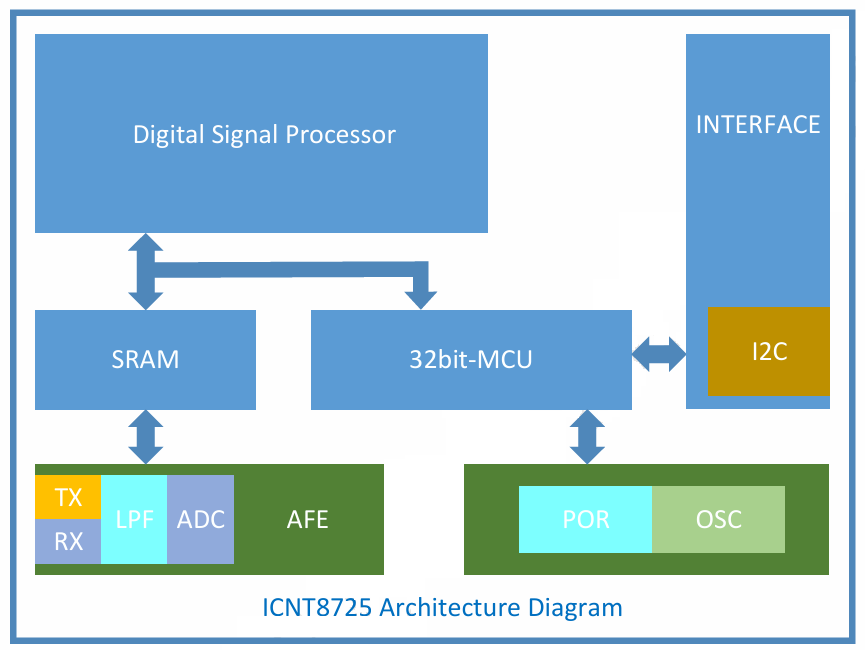 Digital Signal Processor
INTERFACE
SRAM
32bit-MCU
I2C
TX
RX
LPF
ADC
AFE
POR
OSC
ICNT8725 Architecture Diagram